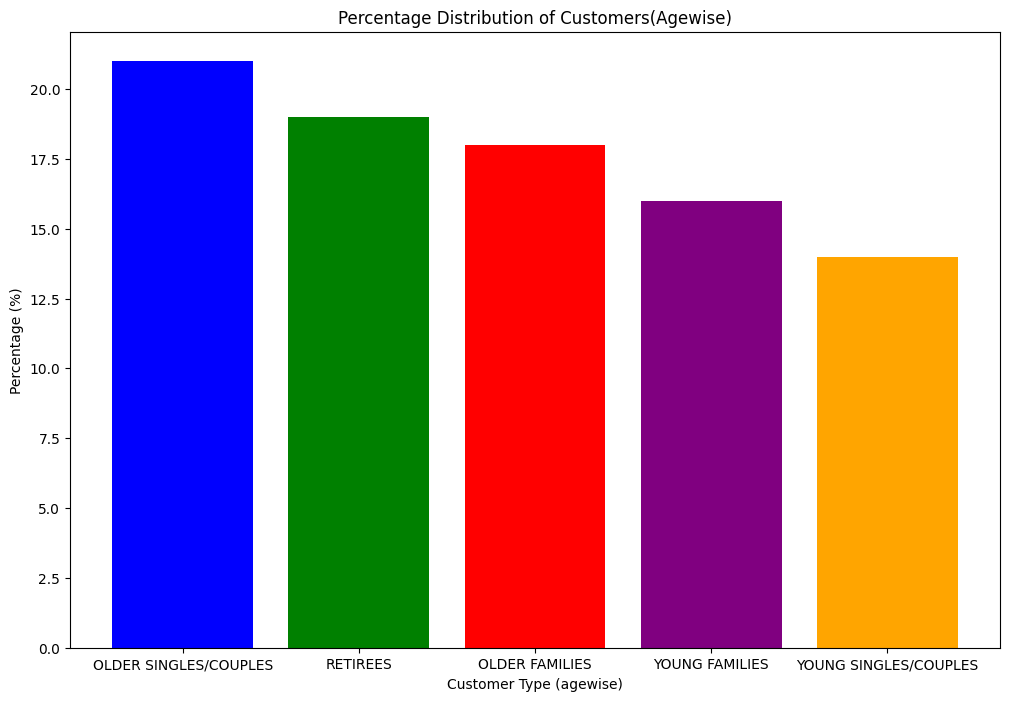 Percentage Distribution of Customers(Agewise)
Percentage (%)
20.0
17.5
15.0
12.5
10.0
7.5
5.0
2.5
0.0
OLDER SINGLES/COUPLES RETIREES OLDER FAMILIES YOUNG FAMILIES YOUNG SINGLES/COUPLES
Customer Type (agewise)